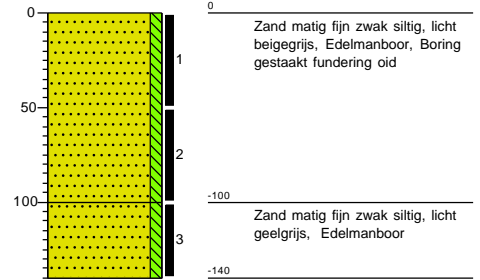 0
50
100
1
2
3
0
Zand matig fijn zwak siltig, licht
beigegrijs, Edelmanboor, Boring
gestaakt fundering oid
-100
Zand matig fijn zwak siltig, licht
geelgrijs, Edelmanboor
-140